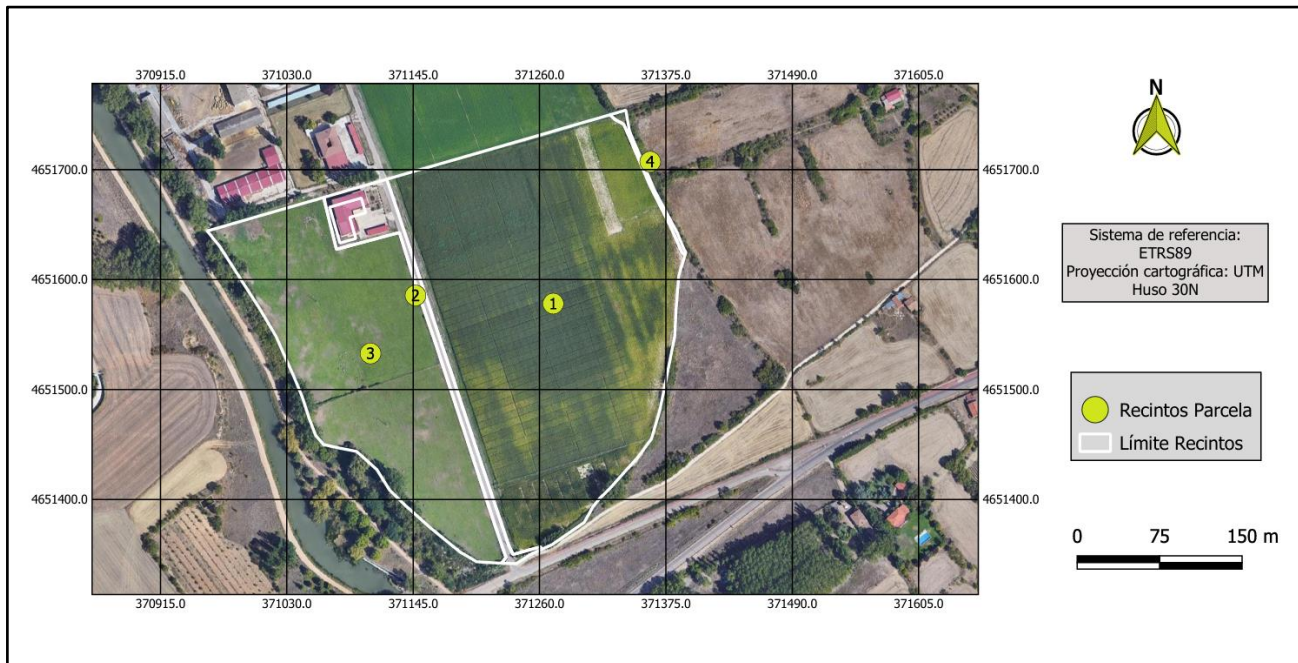 370915.0 371030.0 371145.0 371260.0 371375.0 371490.0 371605.0
N
4651700.0 4 4651700.0
Sistema de referencia:
ETRS89
Proyección cartográfica: UTM
Huso 30N
4651600.0 2 1 4651600.0
3
4651500.0 4651500.0
Recintos Parcela
Límite Recintos
4651400.0 4651400.0
0 75 150 m
370915.0 371030.0 371145.0 371260.0 371375.0 371490.0 371605.0